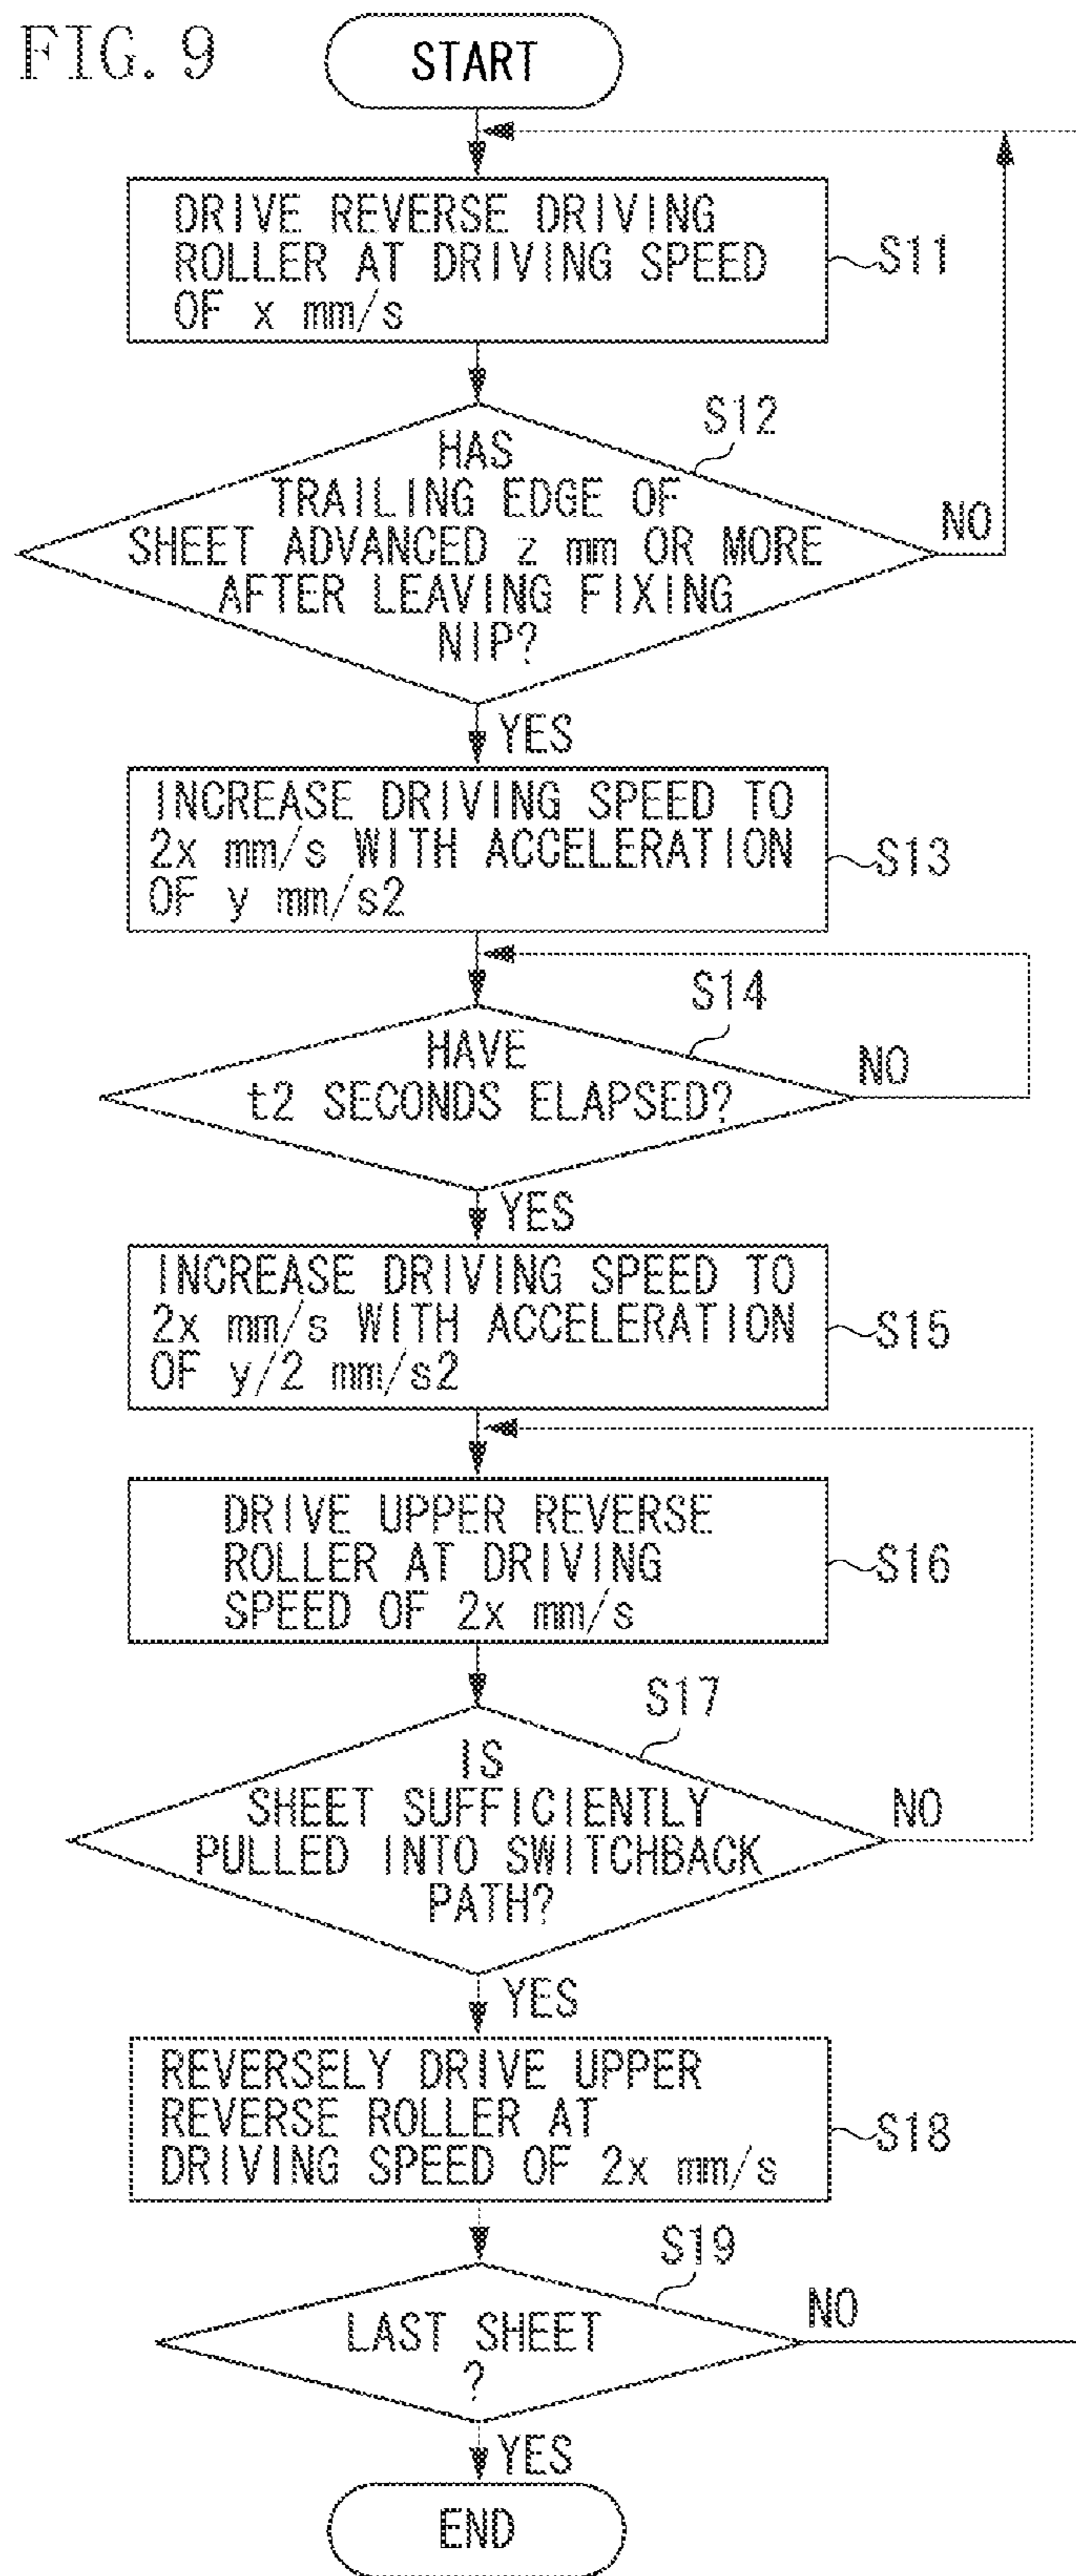 FIG. 9
START
DRIVE REVERSE DRIVING
ROLLER AT DRIVING SPEED
OF x mm/s
S11
S12
HAS
TRAILING EDGE OF
SHEET ADVANCED z mm OR MORE
AFTER LEAVING FIXING
NIP?
NO
YES
INCREASE DRIVING SPEED TO
2x mm/s WITH ACCELERATION
OF y mm/s2
S13
S14
HAVE
t2 SECONDS ELAPSED?
NO
YES
INCREASE DRIVING SPEED TO
2x mm/s WITH ACCELERATION
OF y/2 mm/s2
S15
DRIVE UPPER REVERSE
ROLLER AT DRIVING
SPEED OF 2x mm/s
S16
S17
IS
SHEET SUFFICIENTLY
PULLED INTO SWITCHBACK
PATH?
NO
YES
REVERSELY DRIVE UPPER
REVERSE ROLLER AT
DRIVING SPEED OF 2x mm/s
S18
S19
LAST SHEET
?
NO
YES
END